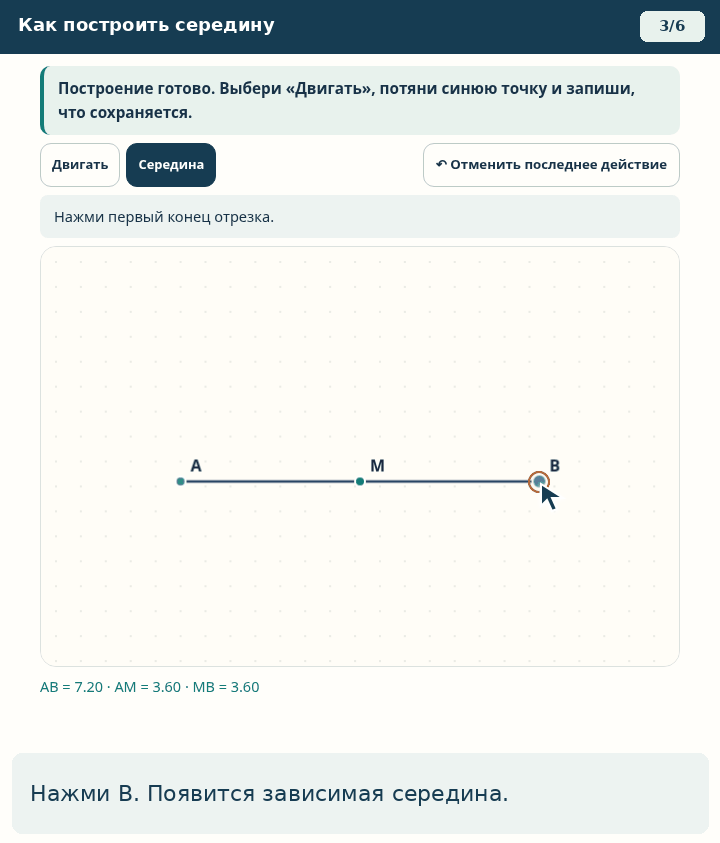 Как построить середину
3/6
Построение готово. Выбери «Двигать», потяни синюю точку и запиши,
что сохраняется.
Двигать
Середина
↶ Отменить последнее действие
Нажми первый конец отрезка.
A
M
B
AB = 7.20 · AM = 3.60 · MB = 3.60
Нажми B. Появится зависимая середина.